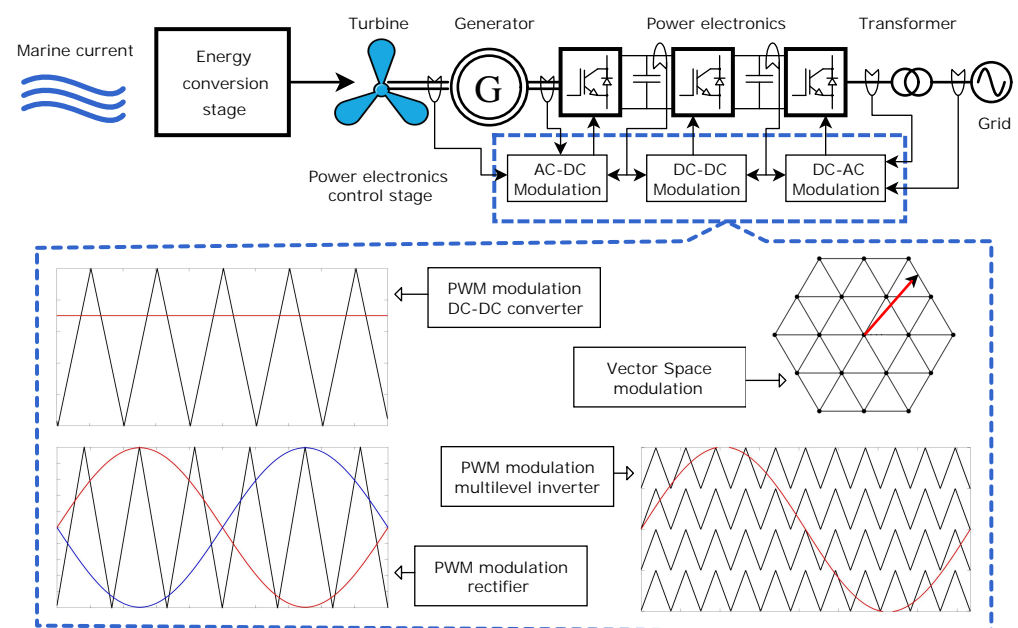 Marine current
Energy
conversion
stage
Turbine
Generator
G
Power electronics
Transformer
Grid
Power electronics
control stage
AC-DC
Modulation
DC-DC
Modulation
DC-AC
Modulation
PWM modulation
DC-DC converter
Vector Space
modulation
PWM modulation
multilevel inverter
PWM modulation
rectifier